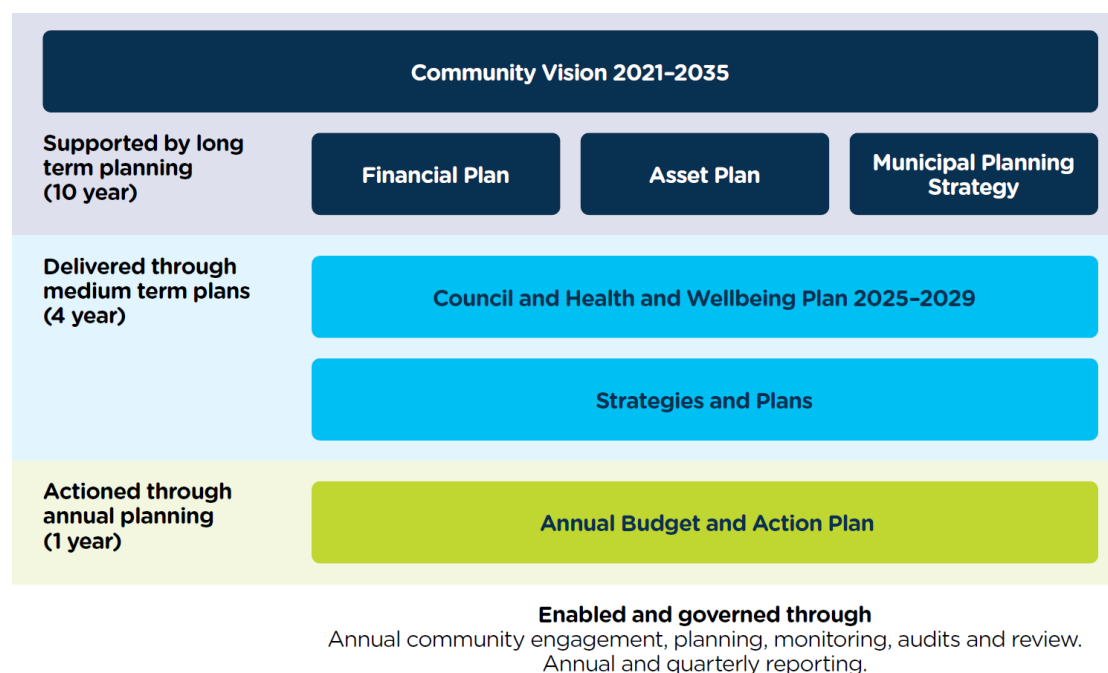 Community Vision 2021–2035
Supported by long
term planning
(10 year)
Financial Plan
Asset Plan
Municipal Planning
Strategy
Delivered through
medium term plans
(4 year)
Council and Health and Wellbeing Plan 2025–2029
Strategies and Plans
Actioned through
annual planning
(1 year)
Annual Budget and Action Plan
Enabled and governed through
Annual community engagement, planning, monitoring, audits and review.
Annual and quarterly reporting.